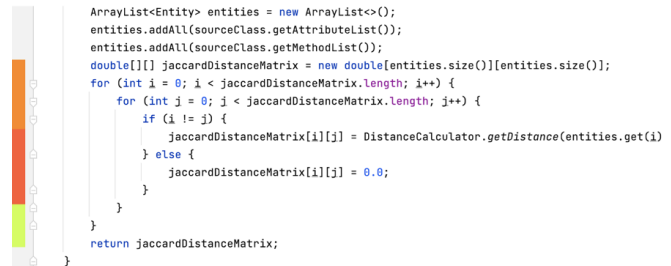 ArrayList<Entity> entities = new ArrayList<>();
entities.addAll(sourceClass.getAttributeList());
entities.addAll(sourceClass.getMethodList());
double[][] jaccardDistanceMatrix = new double[entities.size()][entities.size()];
for (int i = 0; i < jaccardDistanceMatrix.length; i++) {
for (int j = 0; j < jaccardDistanceMatrix.length; j++) {
if (i != j) {
jaccardDistanceMatrix[i][j] = DistanceCalculator.getDistance(entities.get(i)
} else {
jaccardDistanceMatrix[i][j] = 0.0;
}
}
}
return jaccardDistanceMatrix;
}